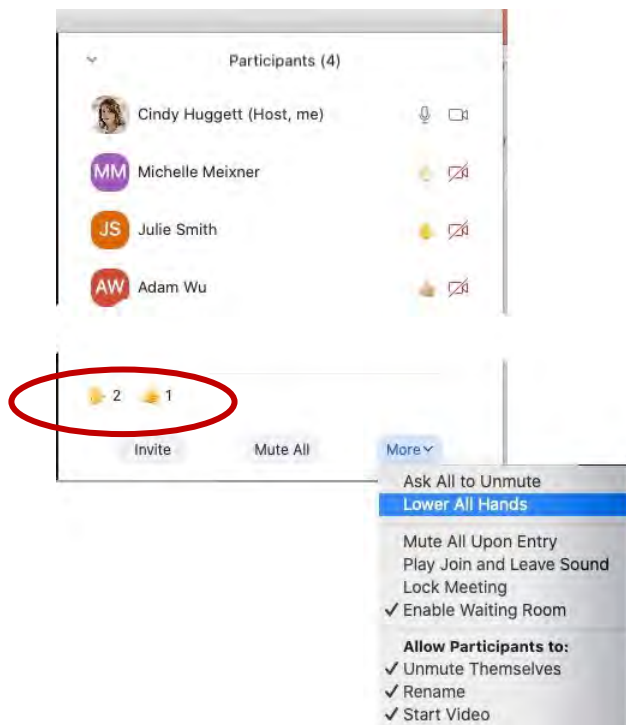 Participants (4)
Cindy Huggett (Host, me)
MM Michelle Meixner
JS Julie Smith
AW Adam Wu
2 1
Invite Mute All More
Ask All to Unmute
Lower All Hands
Mute All Upon Entry
Play Join and Leave Sound
Lock Meeting
✓ Enable Waiting Room
Allow Participants to:
✓ Unmute Themselves
✓ Rename
✓ Start Video